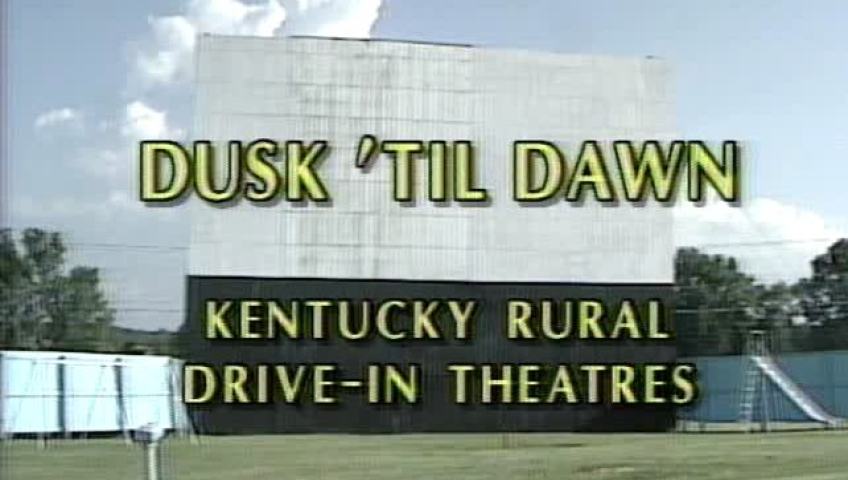 DUSK 'TIL DAWN
KENTUCKY RURAL
DRIVE-IN THEATRES